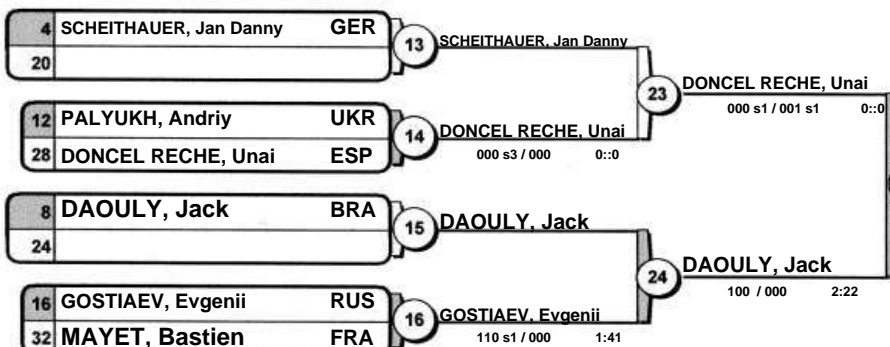 4 SCHEITHAUER, Jan Danny GER
20
13
SCHEITHAUER, Jan Danny
12 PALYUKH, Andriy UKR
28 DONCEL RECHE, Unai ESP
14
DONCEL RECHE, Unai
000 s3 / 000 0::0
23
DONCEL RECHE, Unai
000 s1 / 001 s1 0::0
8 DAOULY, Jack BRA
24
15
DAOULY, Jack
16 GOSTIAEV, Evgenii RUS
32 MAYET, Bastien FRA
16
GOSTIAEV, Evgenii
110 s1 / 000 1:41
24
DAOULY, Jack
100 / 000 2:22